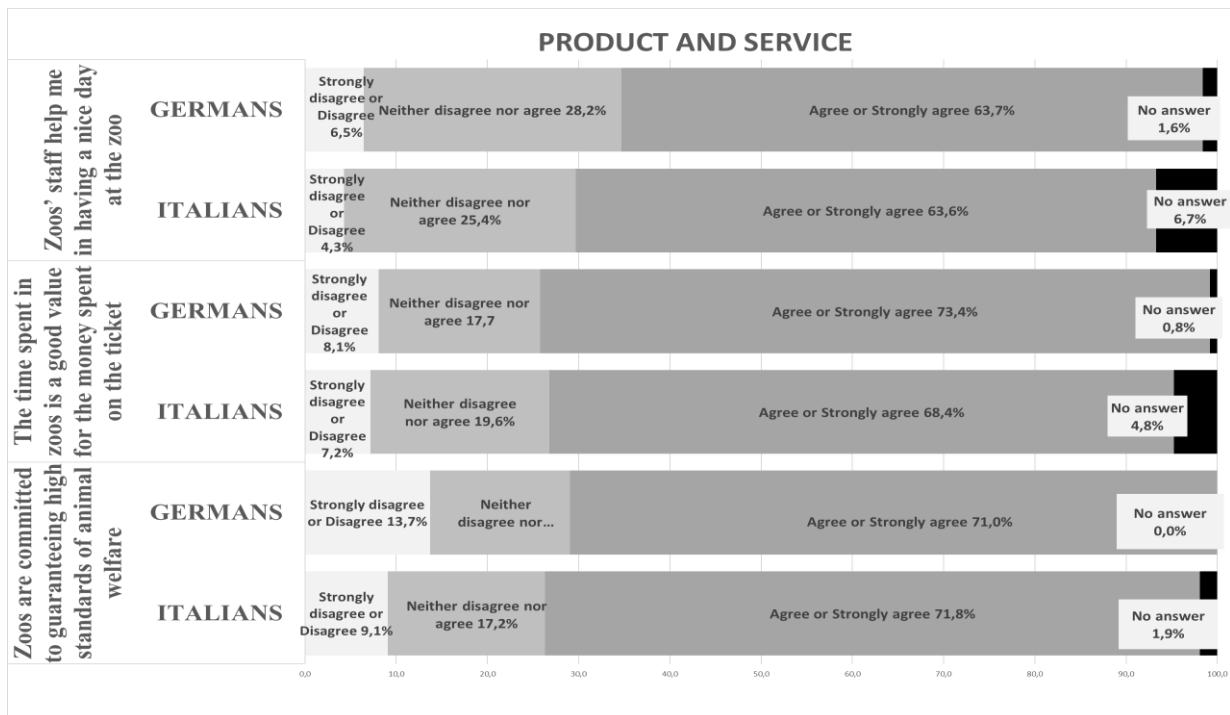 PRODUCT AND SERVICE
Zoos’ staff help me
in having a nice day
at the zoo
GERMANS
Strongly
disagree or
Disagree
6,5%
Neither disagree nor agree 28,2%
Agree or Strongly agree 63,7%
No answer
1,6%
ITALIANS
Strongly
disagree
or
Disagree
4,3%
Neither disagree nor
agree 25,4%
Agree or Strongly agree 63,6%
No answer
6,7%
The time spent in
zoos is a good value
for the money spent
on the ticket
GERMANS
Strongly
disagree
or
Disagree
8,1%
Neither disagree nor
agree 17,7
Agree or Strongly agree 73,4%
No answer
0,8%
ITALIANS
Strongly
disagree
or
Disagree
7,2%
Neither disagree
nor agree 19,6%
Agree or Strongly agree 68,4%
No answer
4,8%
Zoos are committed
to guaranteeing high
standards of animal
welfare
GERMANS
Strongly disagree
or Disagree 13,7%
Neither
disagree nor...
Agree or Strongly agree 71,0%
No answer
0,0%
ITALIANS
Strongly
disagree or
Disagree 9,1%
Neither disagree nor
agree 17,2%
Agree or Strongly agree 71,8%
No answer
1,9%
0,0 10,0 20,0 30,0 40,0 50,0 60,0 70,0 80,0 90,0 100,0